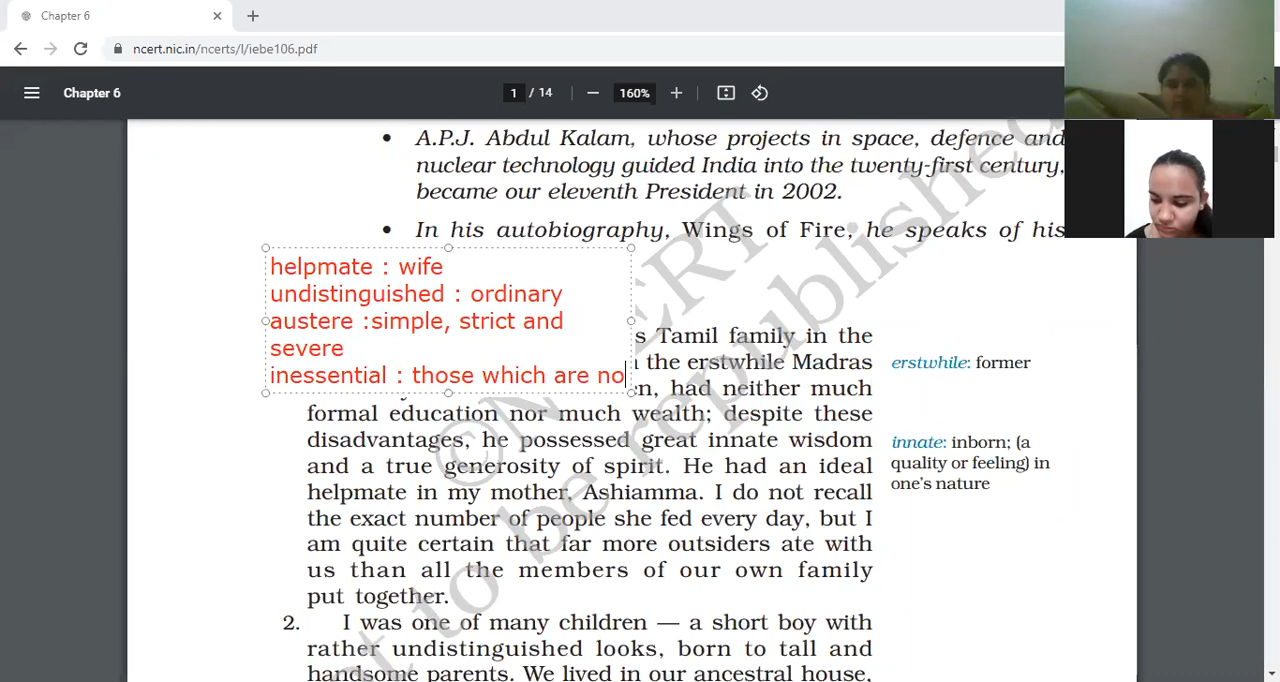 Chapter 6
ncert.nic.in/ncerts/l/iebe106.pdf
Chapter 6
1 / 14
160%
• A.P.J. Abdul Kalam, whose projects in space, defence and
nuclear technology guided India into the twenty-first century,
became our eleventh President in 2002.
• In his autobiography, Wings of Fire, he speaks of his
helpmate : wife
undistinguished : ordinary
austere :simple, strict and
severe
inessential : those which are no
s Tamil family in the
the erstwhile Madras
n, had neither much
formal education nor much wealth; despite these
disadvantages, he possessed great innate wisdom
and a true generosity of spirit. He had an ideal
helpmate in my mother, Ashiamma. I do not recall
the exact number of people she fed every day, but I
am quite certain that far more outsiders ate with
us than all the members of our own family
put together.
2. I was one of many children — a short boy with
rather undistinguished looks, born to tall and
handsome parents. We lived in our ancestral house,
erstwhile: former
innate: inborn; (a
quality or feeling) in
one's nature
©NCERT
not to be republished